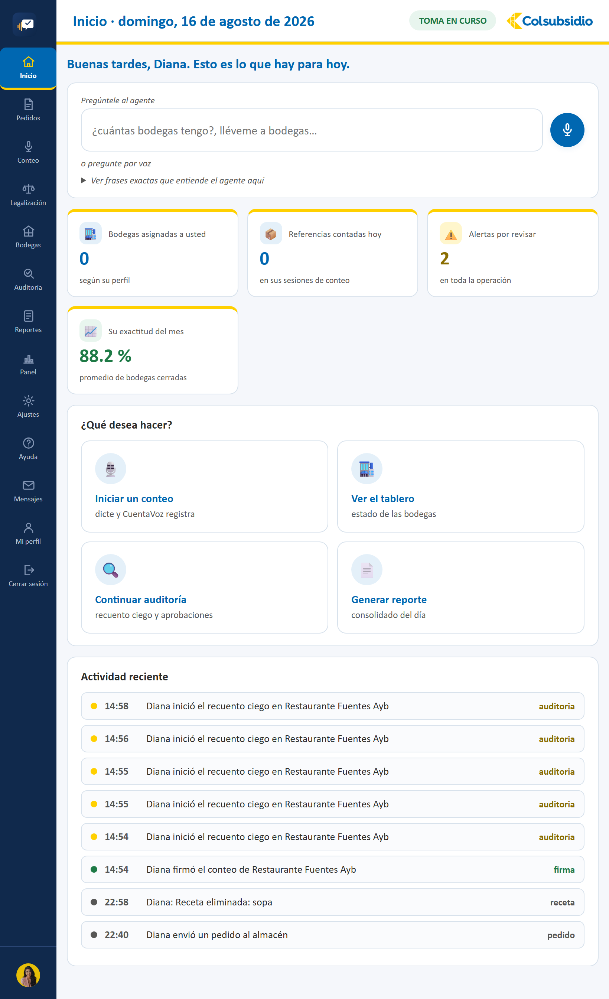 Inicio · domingo, 16 de agosto de 2026
TOMA EN CURSO
Colsubsidio
Inicio
Pedidos
Conteo
Legalización
Bodegas
Auditoría
Reportes
Panel
Ajustes
Ayuda
Mensajes
Mi perfil
Cerrar sesión
Buenas tardes, Diana. Esto es lo que hay para hoy.
Pregúntele al agente
¿cuántas bodegas tengo?, lléveme a bodegas...
o pregunte por voz
Ver frases exactas que entiende el agente aquí
Bodegas asignadas a usted
0
según su perfil
Referencias contadas hoy
0
en sus sesiones de conteo
Alertas por revisar
2
en toda la operación
Su exactitud del mes
88.2 %
promedio de bodegas cerradas
¿Qué desea hacer?
Iniciar un conteo
dicte y CuentaVoz registra
Ver el tablero
estado de las bodegas
Continuar auditoría
recuento ciego y aprobaciones
Generar reporte
consolidado del día
Actividad reciente
14:58 Diana inició el recuento ciego en Restaurante Fuentes Ayb auditoria
14:56 Diana inició el recuento ciego en Restaurante Fuentes Ayb auditoria
14:55 Diana inició el recuento ciego en Restaurante Fuentes Ayb auditoria
14:55 Diana inició el recuento ciego en Restaurante Fuentes Ayb auditoria
14:54 Diana inició el recuento ciego en Restaurante Fuentes Ayb auditoria
14:54 Diana firmó el conteo de Restaurante Fuentes Ayb firma
22:58 Diana: Receta eliminada: sopa receta
22:40 Diana envió un pedido al almacén pedido